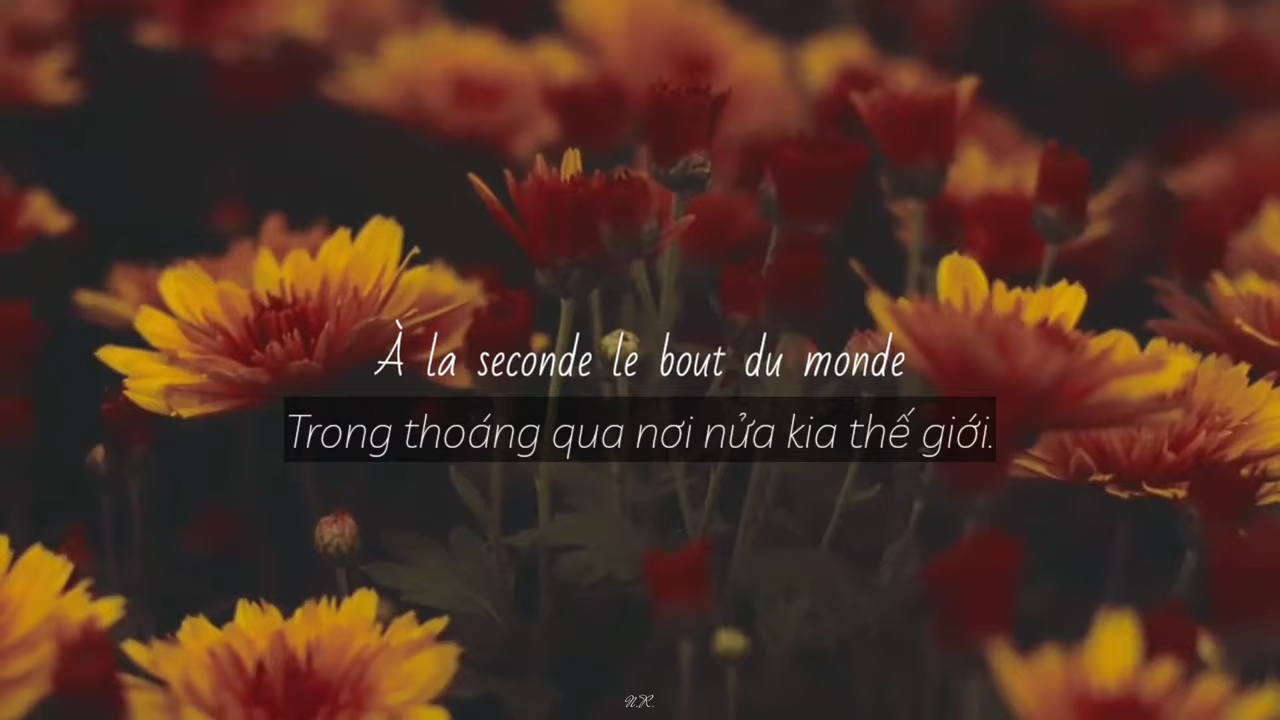 À la seconde le bout du monde
Trong thoáng qua nơi nửa kia thế giới.
N.K.